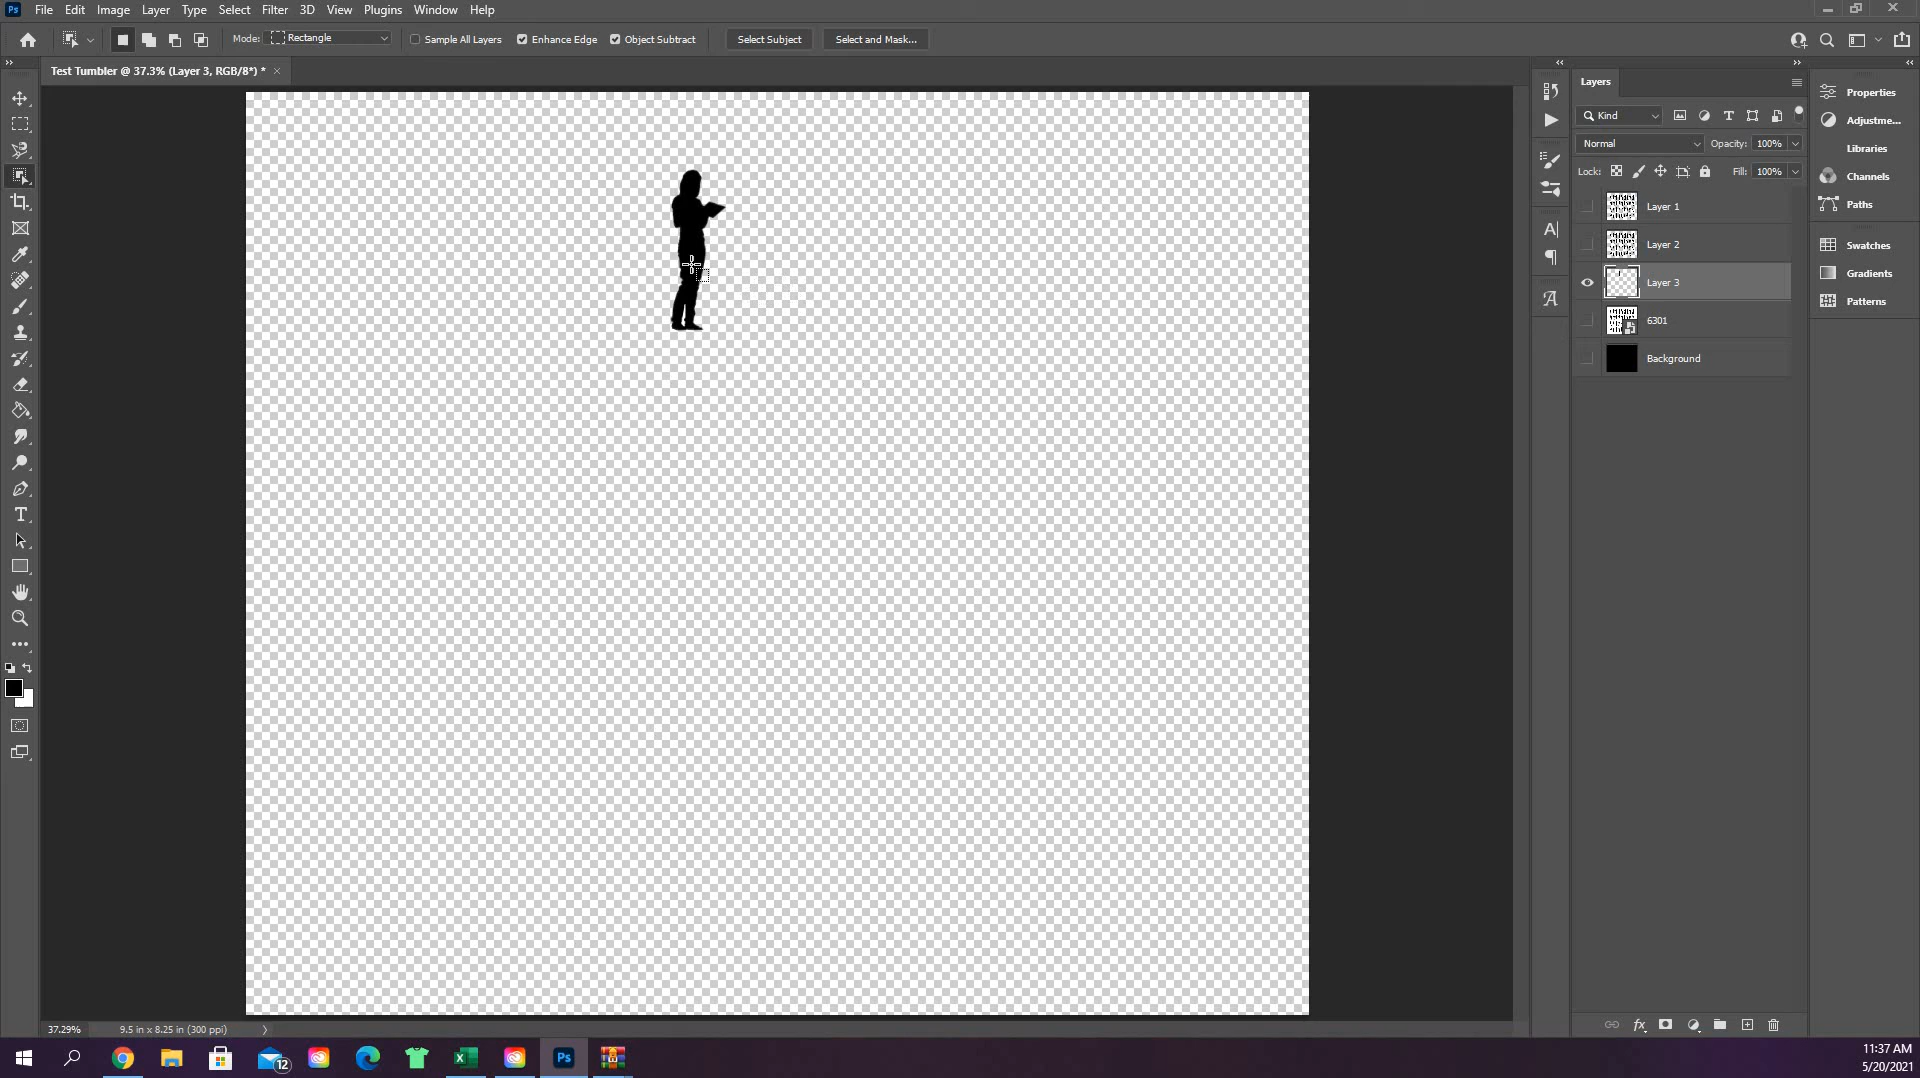 Ps File Edit Image Layer Type Select Filter 3D View Plugins Window Help
Mode: Rectangle Sample All Layers Enhance Edge Object Subtract Select Subject Select and Mask...
Test Tumbler @ 37.3% (Layer 3, RGB/8*) * ×
Layers
Kind
Normal Opacity: 100%
Lock: Fill: 100%
Layer 1
Layer 2
Layer 3
6301
Background
Properties
Adjustme...
Libraries
Channels
Paths
Swatches
Gradients
Patterns
37.29% 9.5 in x 8.25 in (300 ppi)
12
Ps
11:37 AM
5/20/2021